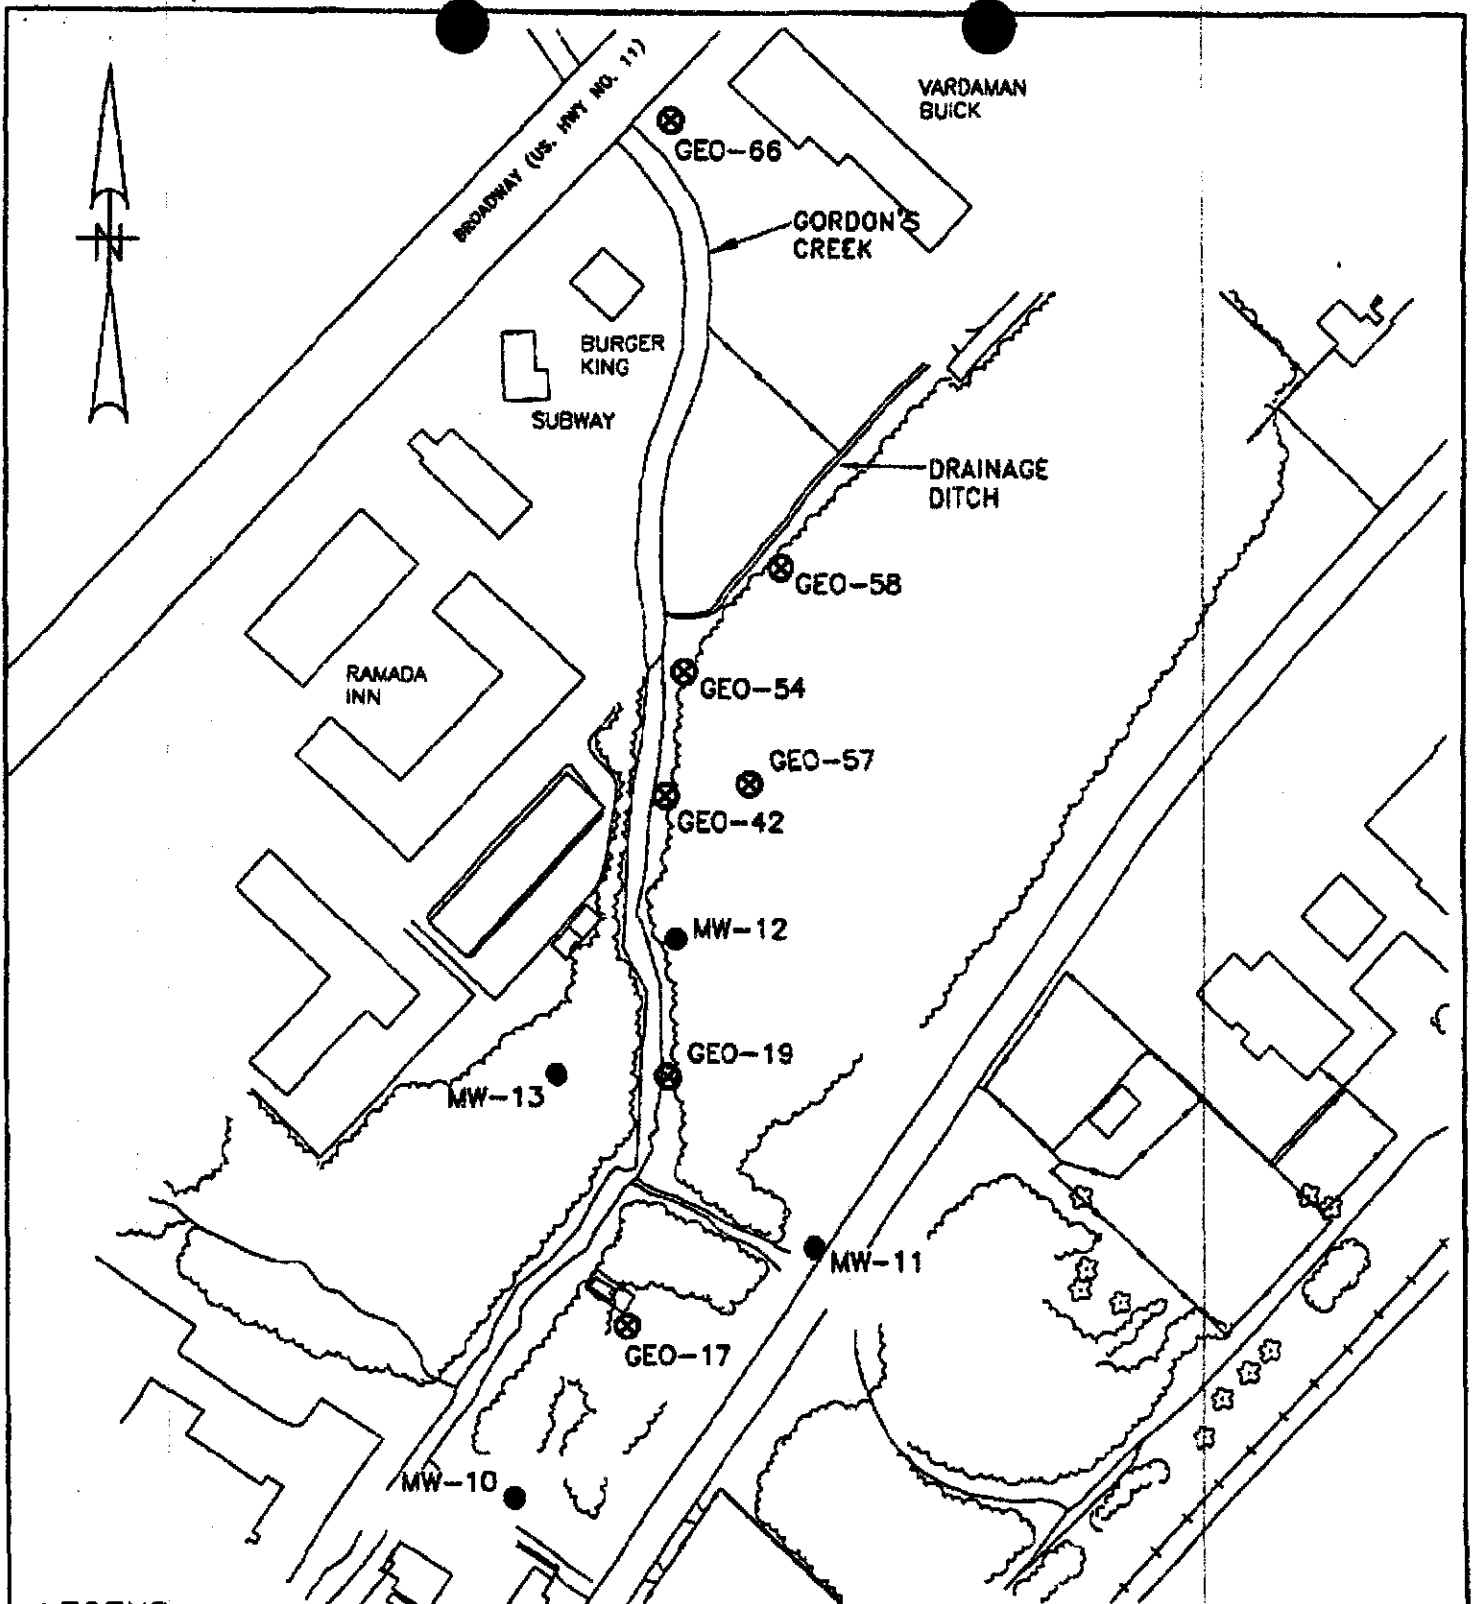 VARDAMAN
BUICK
BROADWAY (US. HWY NO. 11)
GEO-66
N
GORDON'S
CREEK
BURGER
KING
SUBWAY
DRAINAGE
DITCH
GEO-58
RAMADA
INN
GEO-54
GEO-57
GEO-42
MW-12
GEO-19
MW-13
MW-11
GEO-17
MW-10